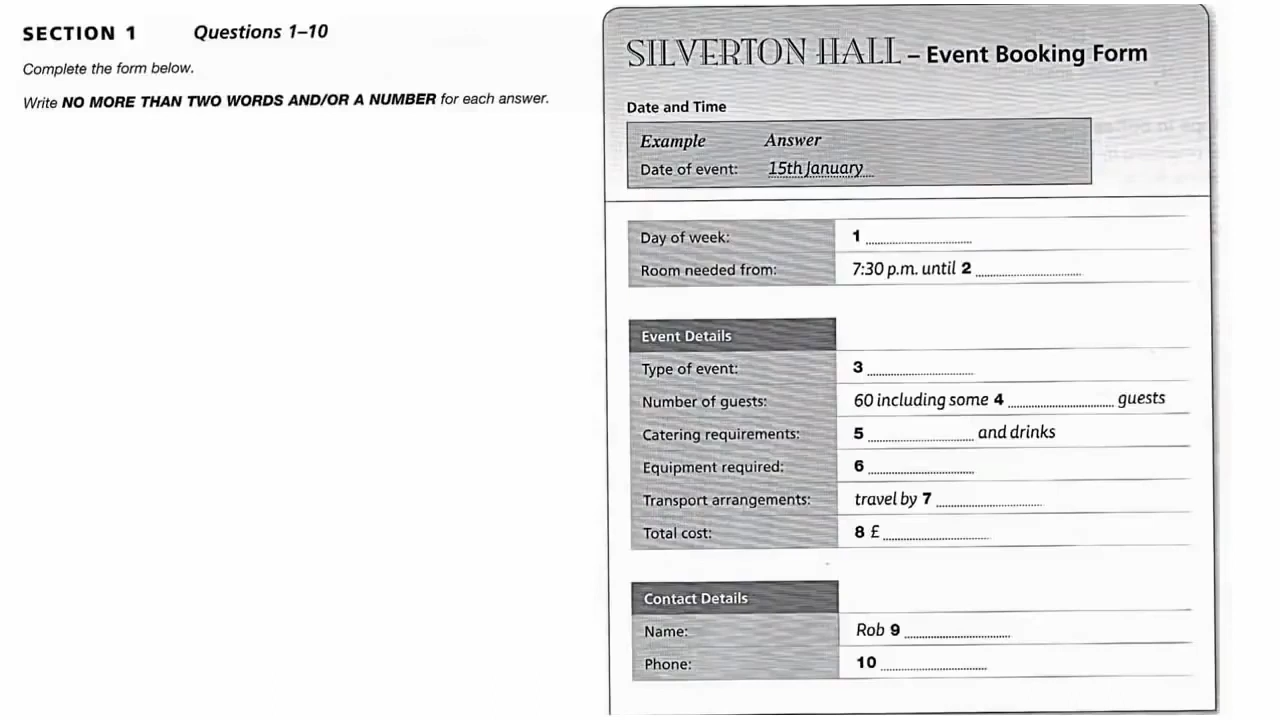 SECTION 1 Questions 1–10
Complete the form below.
Write NO MORE THAN TWO WORDS AND/OR A NUMBER for each answer.
SILVERTON HALL – Event Booking Form
Date and Time
Example Answer
Date of event: 15th January
Day of week: 1
Room needed from: 7:30 p.m. until 2
Event Details
Type of event: 3
Number of guests: 60 including some 4 guests
Catering requirements: 5 and drinks
Equipment required: 6
Transport arrangements: travel by 7
Total cost: 8 £
Contact Details
Name: Rob 9
Phone: 10